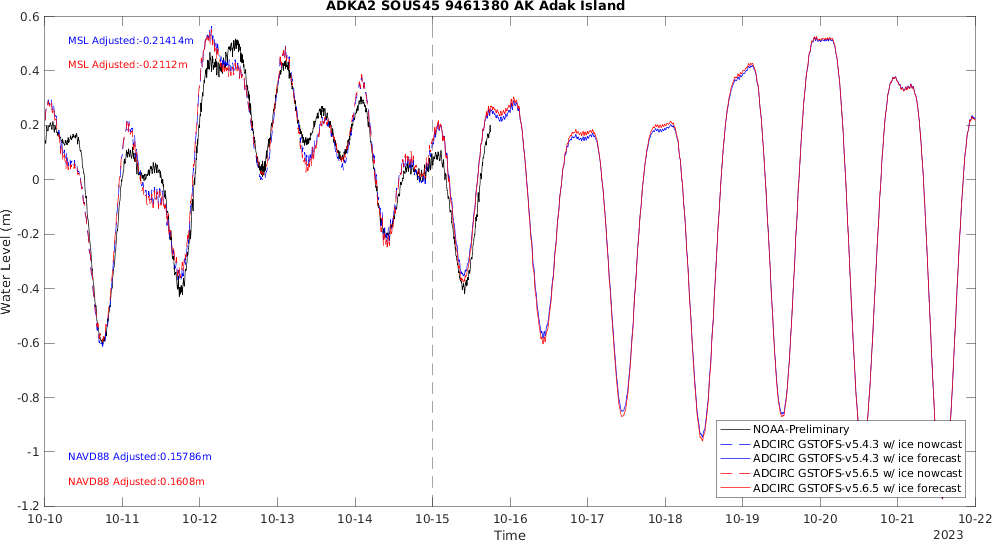 ADKA2 SOUS45 9461380 AK Adak Island
MSL Adjusted:-0.21414m
MSL Adjusted:-0.2112m
NAVD88 Adjusted:0.15786m
NAVD88 Adjusted:0.1608m
Water Level (m)
0.6
0.4
0.2
0
-0.2
-0.4
-0.6
-0.8
-1
-1.2
NOAA-Preliminary
ADCIRC GSTOFS-v5.4.3 w/ ice nowcast
ADCIRC GSTOFS-v5.4.3 w/ ice forecast
ADCIRC GSTOFS-v5.6.5 w/ ice nowcast
ADCIRC GSTOFS-v5.6.5 w/ ice forecast
10-10 10-11 10-12 10-13 10-14 10-15 10-16 10-17 10-18 10-19 10-20 10-21 10-22
Time
2023